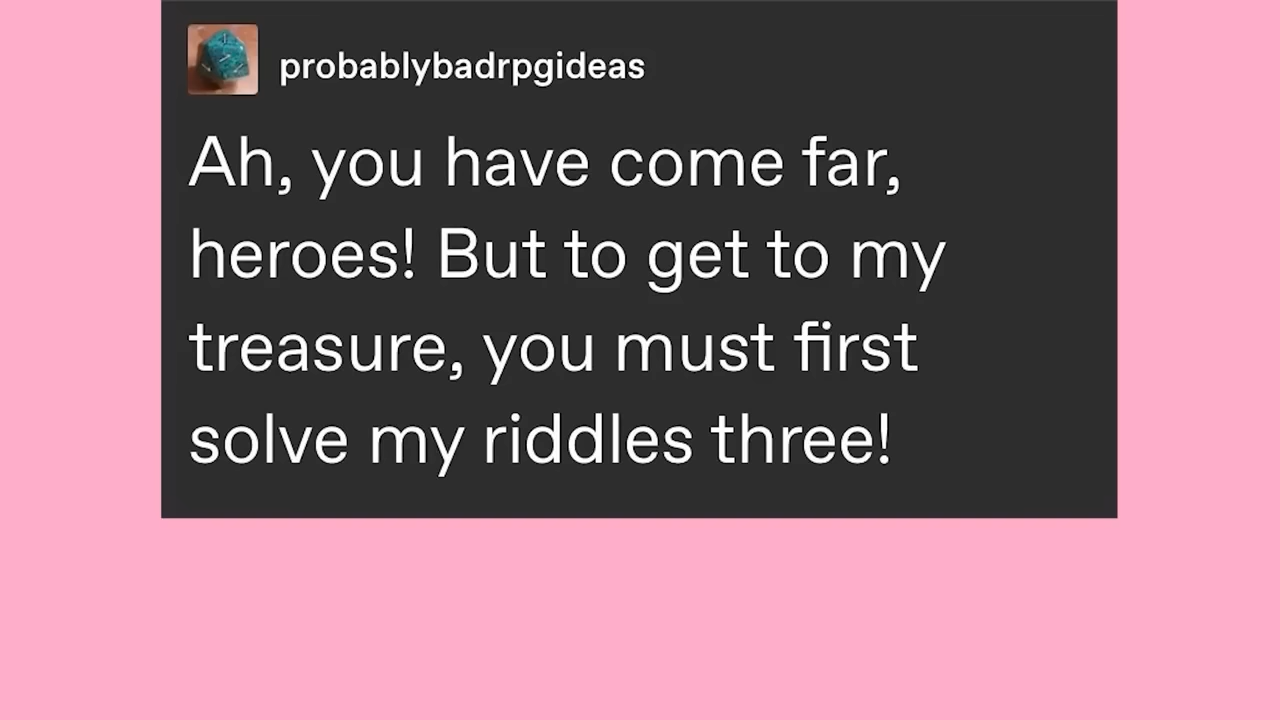 probablybadrpgideas
Ah, you have come far,
heroes! But to get to my
treasure, you must first
solve my riddles three!